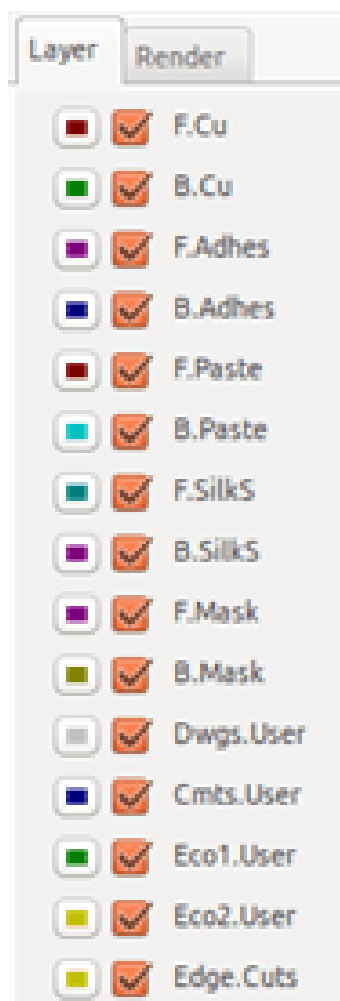 Layer Render
F.Cu
B.Cu
F.Adhes
B.Adhes
F.Paste
B.Paste
F.SilkS
B.SilkS
F.Mask
B.Mask
Dwgs.User
Cmts.User
Eco1.User
Eco2.User
Edge.Cuts